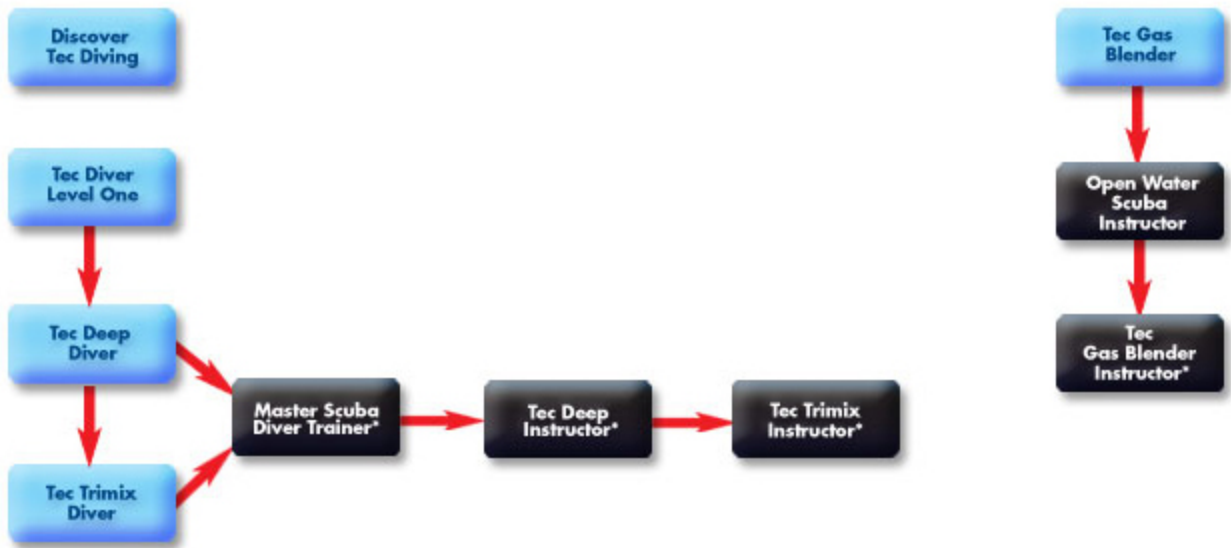 Discover
Tec Diving
Tec Gas
Blender
Tec Diver
Level One
Open Water
Scuba
Instructor
Tec Deep
Diver
Tec
Gas Blender
Instructor*
Master Scuba
Diver Trainer*
Tec Deep
Instructor*
Tec Trimix
Instructor*
Tec Trimix
Diver